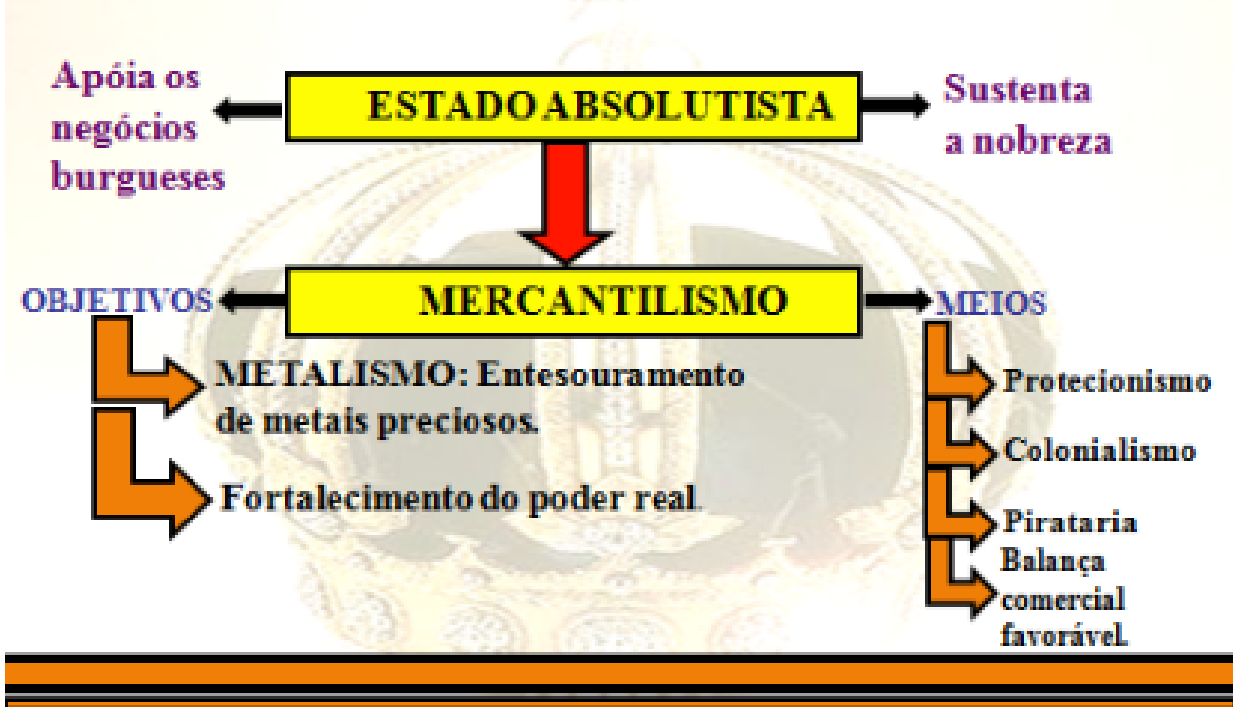 Apóia os
negócios
burgueses
ESTADO ABSOLUTISTA
Sustenta
a nobreza
OBJETIVOS
MERCANTILISMO
MEIOS
METALISMO: Entesouramento
de metais preciosos.
Fortalecimento do poder real.
Protecionismo
Colonialismo
Pirataria
Balança
comercial
favorável.